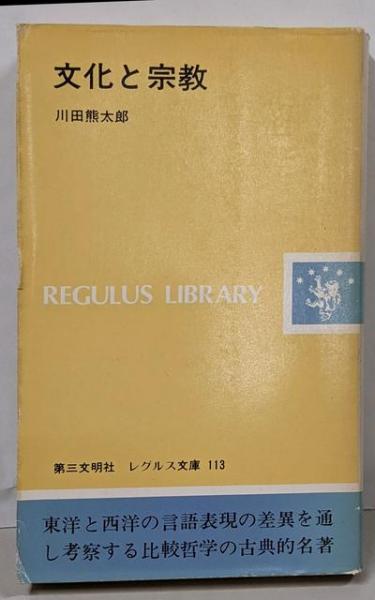 文化と宗教
川田熊太郎
REGULUS LIBRARY
第三文明社 レグルス文庫 113
東洋と西洋の言語表現の差異を通
し考察する比較哲学の古典的名著